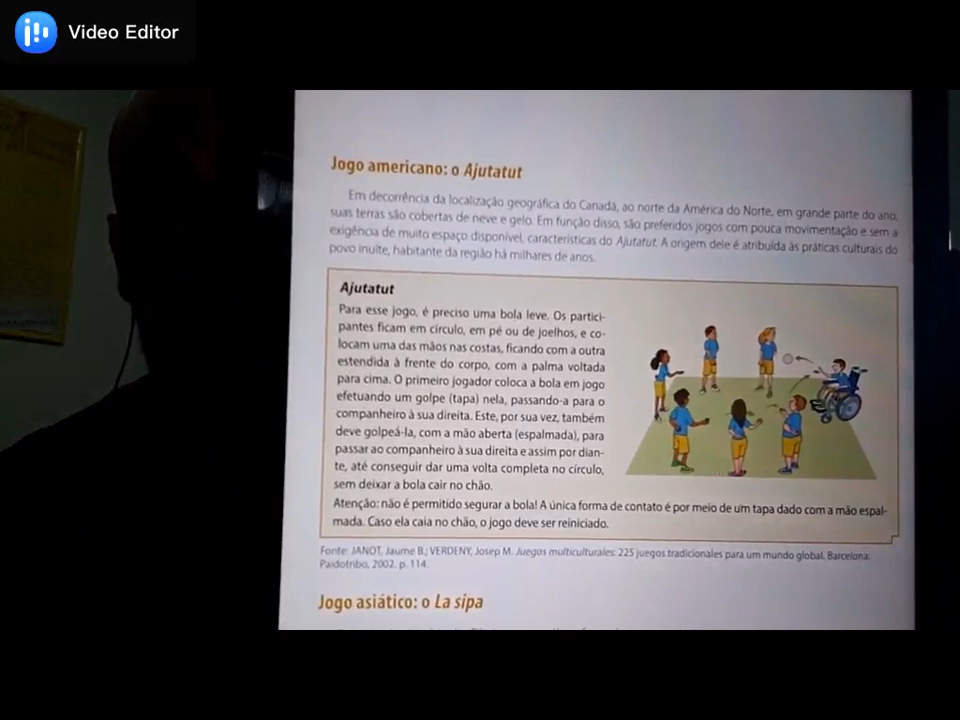 Video Editor
Jogo americano: o Ajutatut
Em decorrência da localização geográfica do Canadá, ao norte da América do Norte, em grande parte do ano,
suas terras são cobertas de neve e gelo. Em função disso, são preferidos jogos com pouca movimentação e sem a
exigência de muito espaço disponível, características do Ajutatut. A origem dele é atribuída às práticas culturais do
povo inuíte, habitante da região há milhares de anos.
Ajutatut
Para esse jogo, é preciso uma bola leve. Os partici-
pantes ficam em círculo, em pé ou de joelhos, e co-
locam uma das mãos nas costas, ficando com a outra
estendida à frente do corpo, com a palma voltada
para cima. O primeiro jogador coloca a bola em jogo
efetuando um golpe (tapa) nela, passando-a para o
companheiro à sua direita. Este, por sua vez, também
deve golpeá-la, com a mão aberta (espalmada), para
passar ao companheiro à sua direita e assim por dian-
te, até conseguir dar uma volta completa no círculo,
sem deixar a bola cair no chão.
Atenção: não é permitido segurar a bola! A única forma de contato é por meio de um tapa dado com a mão espal-
mada. Caso ela caia no chão, o jogo deve ser reiniciado.
Fonte: JANOT, Jaume B.; VERDENY, Josep M. Juegos multiculturales: 225 juegos tradicionales para um mundo global. Barcelona:
Paidotribo, 2002. p. 114.
Jogo asiático: o La sipa